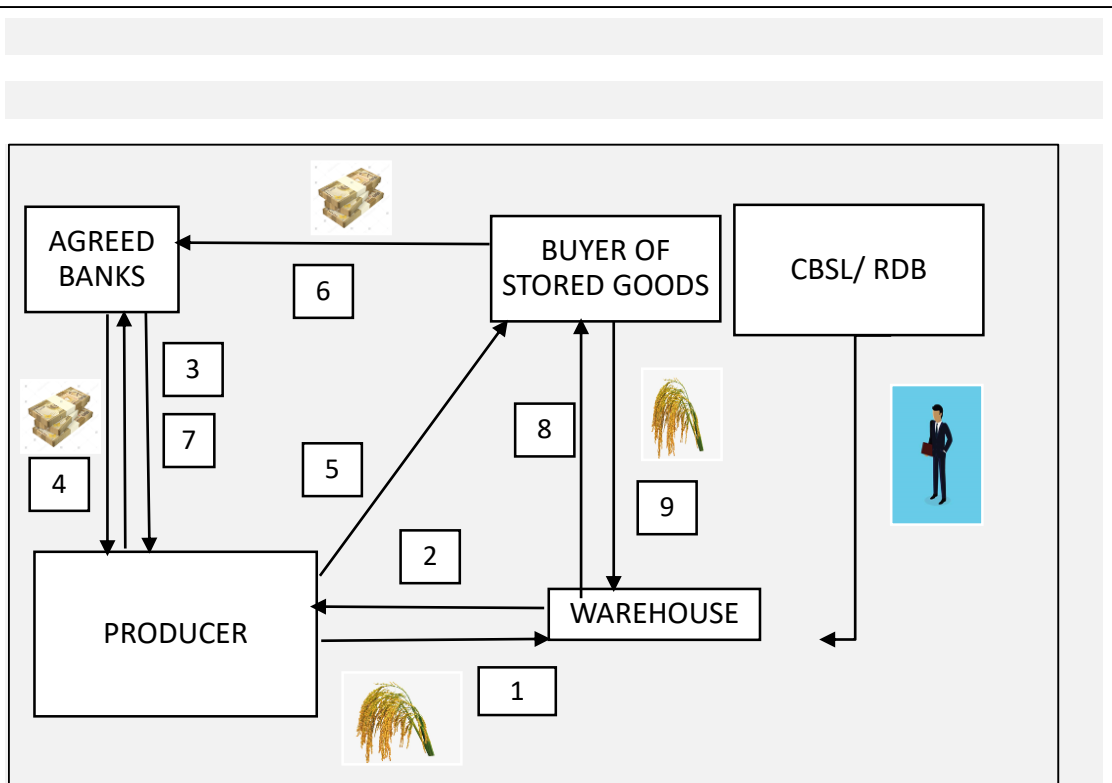 AGREED
BANKS
6
BUYER OF
STORED GOODS
CBSL/ RDB
3
7
4
5
8
9
2
PRODUCER
WAREHOUSE
1